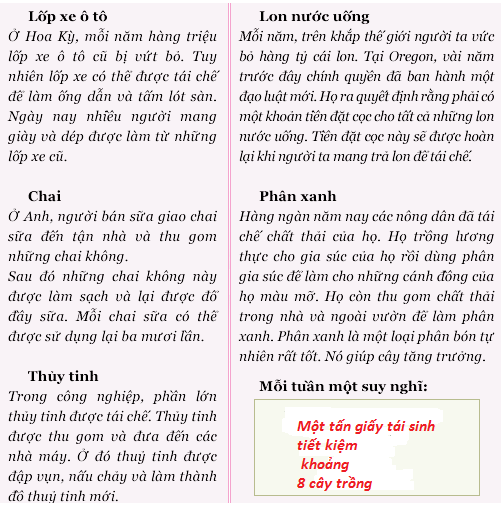 Lốp xe ô tô
Ở Hoa Kỳ, mỗi năm hàng triệu
lốp xe ô tô cũ bị vứt bỏ. Tuy
nhiên lốp xe có thể được tái chế
để làm ống dẫn và tấm lót sàn.
Ngày nay nhiều người mang
giày và dép được làm từ những
lốp xe cũ.
Chai
Ở Anh, người bán sữa giao chai
sữa đến tận nhà và thu gom
những chai không.
Sau đó những chai không này
được làm sạch và lại được đổ
đầy sữa. Mỗi chai sữa có thể
được sử dụng lại ba mươi lần.
Thủy tinh
Trong công nghiệp, phần lớn
thủy tinh được tái chế. Thủy tinh
được thu gom và đưa đến các
nhà máy. Ở đó thuỷ tinh được
đập vụn, nấu chảy và làm thành
đồ thuỷ tinh mới.
Lon nước uống
Mỗi năm, trên khắp thế giới người ta vức
bỏ hàng tỷ cái lon. Tại Oregon, vài năm
trước đây chính quyền đã ban hành một
đạo luật mới. Họ ra quyết định rằng phải có
một khoản tiền đặt cọc cho tất cả những lon
nước uống. Tiền đặt cọc này sẽ được hoàn
lại khi người ta mang trả lon để tái chế.
Phân xanh
Hàng ngàn năm nay các nông dân đã tái
chế chất thải của họ. Họ trồng lương
thực cho gia súc của họ rồi dùng phân
gia súc để làm cho những cánh đồng của
họ màu mỡ. Họ còn thu gom chất thải
trong nhà và ngoài vườn để làm phân
xanh. Phân xanh là một loại phân bón tự
nhiên rất tốt. Nó giúp cây tăng trưởng.
Mỗi tuần một suy nghĩ:
Một tấn giấy tái sinh
tiết kiệm
khoảng
8 cây trồng